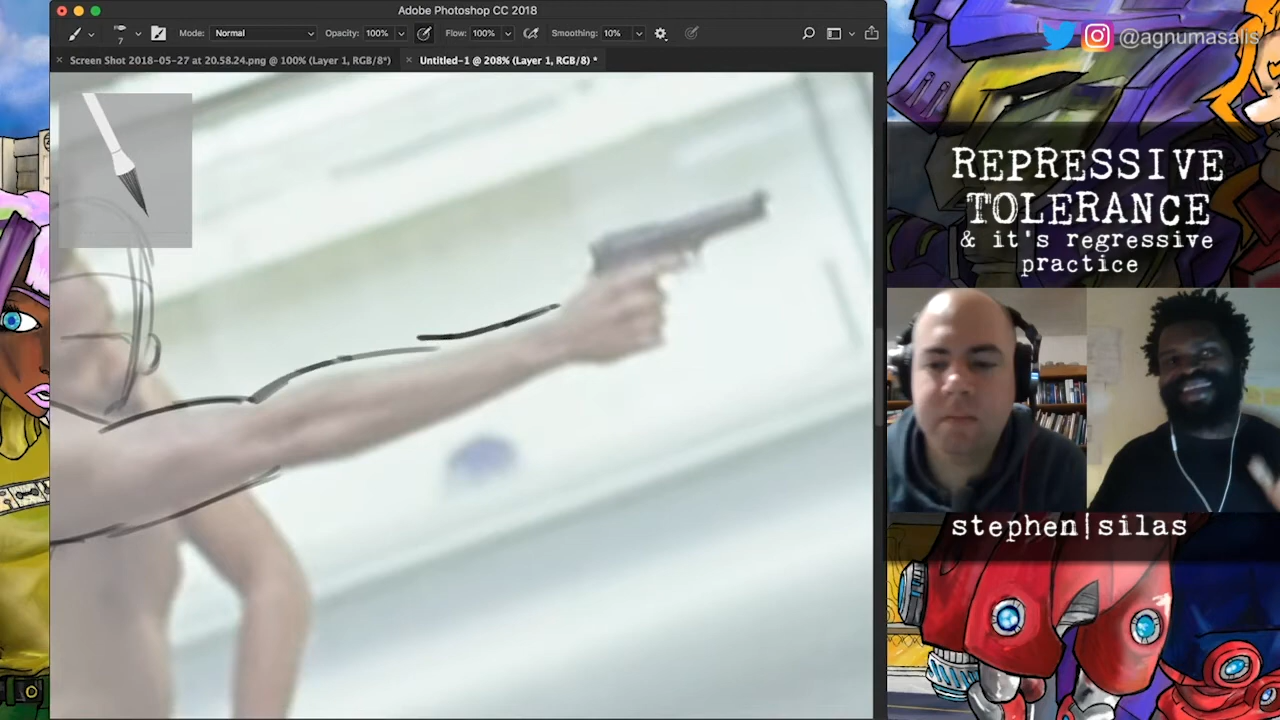 Adobe Photoshop CC 2018
7
Mode: Normal
Opacity: 100%
Flow: 100%
Smoothing: 10%
× Screen Shot 2018-05-27 at 20.58.24.png @ 100% (Layer 1, RGB/8*)
× Untitled-1 @ 208% (Layer 1, RGB/8) *
@agnumasalis
REPRESSIVE
TOLERANCE
& it's regressive
practice
stephen|silas